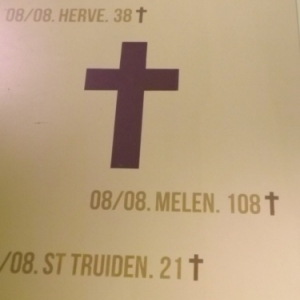 08/08. HERVE. 38✝
08/08. MELEN. 108✝
/08. ST TRUIDEN. 21✝